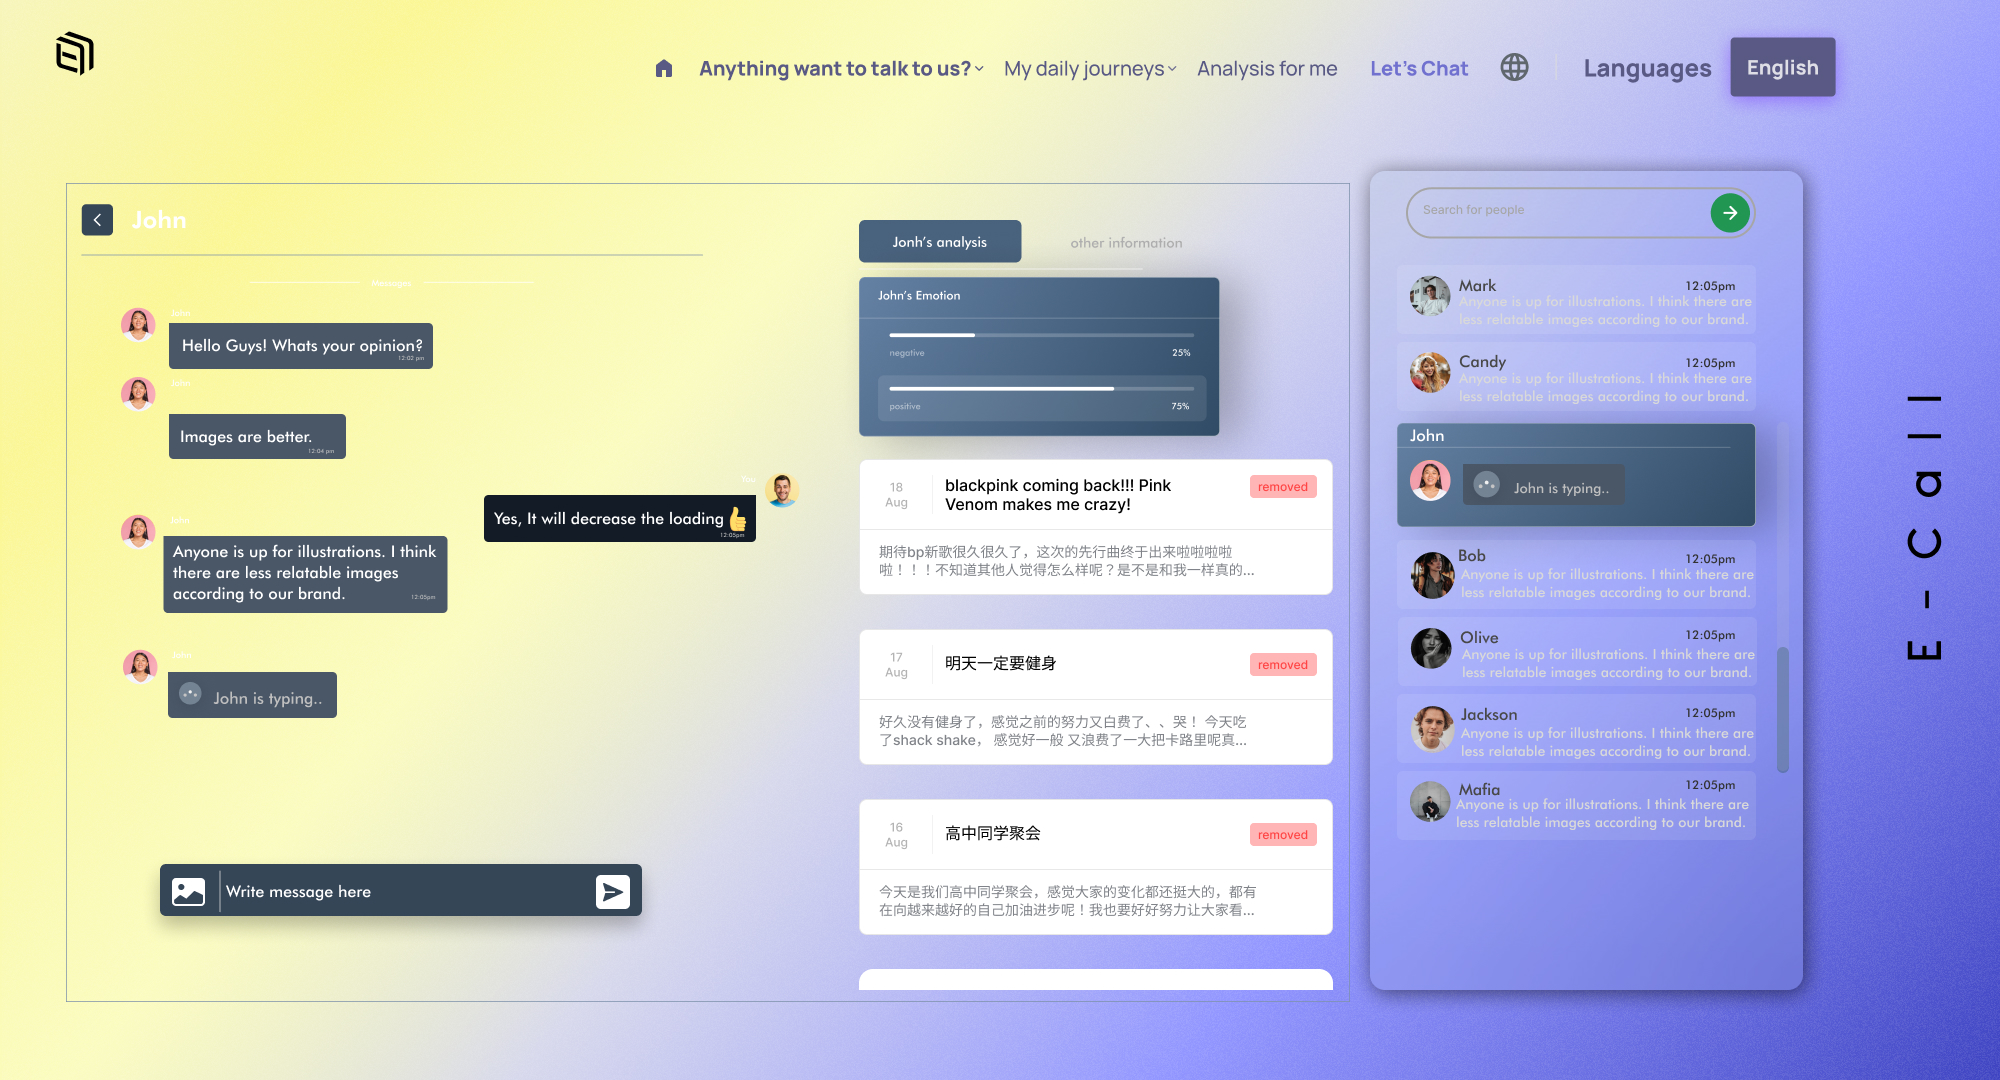 Anything want to talk to us?
My daily journeys
Analysis for me
Let's Chat
Languages
English
John
Messages
John
Hello Guys! Whats your opinion?
12:02 pm
John
Images are better.
12:04 pm
You
Yes, It will decrease the loading👍
12:05pm
John
Anyone is up for illustrations. I think
there are less relatable images
according to our brand.
12:05pm
John
John is typing..
Write message here
Jonh's analysis
other information
John's Emotion
negative
25%
positive
75%
18
Aug
blackpink coming back!!! Pink
Venom makes me crazy!
removed
期待bp新歌很久很久了，这次的先行曲终于出来啦啦啦啦
啦！！！不知道其他人觉得怎么样呢？是不是和我一样真的...
17
Aug
明天一定要健身
removed
好久没有健身了，感觉之前的努力又白费了、、哭！ 今天吃
了shack shake， 感觉好一般 又浪费了一大把卡路里呢真...
16
Aug
高中同学聚会
removed
今天是我们高中同学聚会，感觉大家的变化都还挺大的，都有
在向越来越好的自己加油进步呢！我也要好好努力让大家看...
Search for people
Mark
12:05pm
Anyone is up for illustrations. I think there are
less relatable images according to our brand.
Candy
12:05pm
Anyone is up for illustrations. I think there are
less relatable images according to our brand.
John
John is typing..
Bob
12:05pm
Anyone is up for illustrations. I think there are
less relatable images according to our brand.
Olive
12:05pm
Anyone is up for illustrations. I think there are
less relatable images according to our brand.
Jackson
12:05pm
Anyone is up for illustrations. I think there are
less relatable images according to our brand.
Mafia
12:05pm
Anyone is up for illustrations. I think there are
less relatable images according to our brand.
E-Call